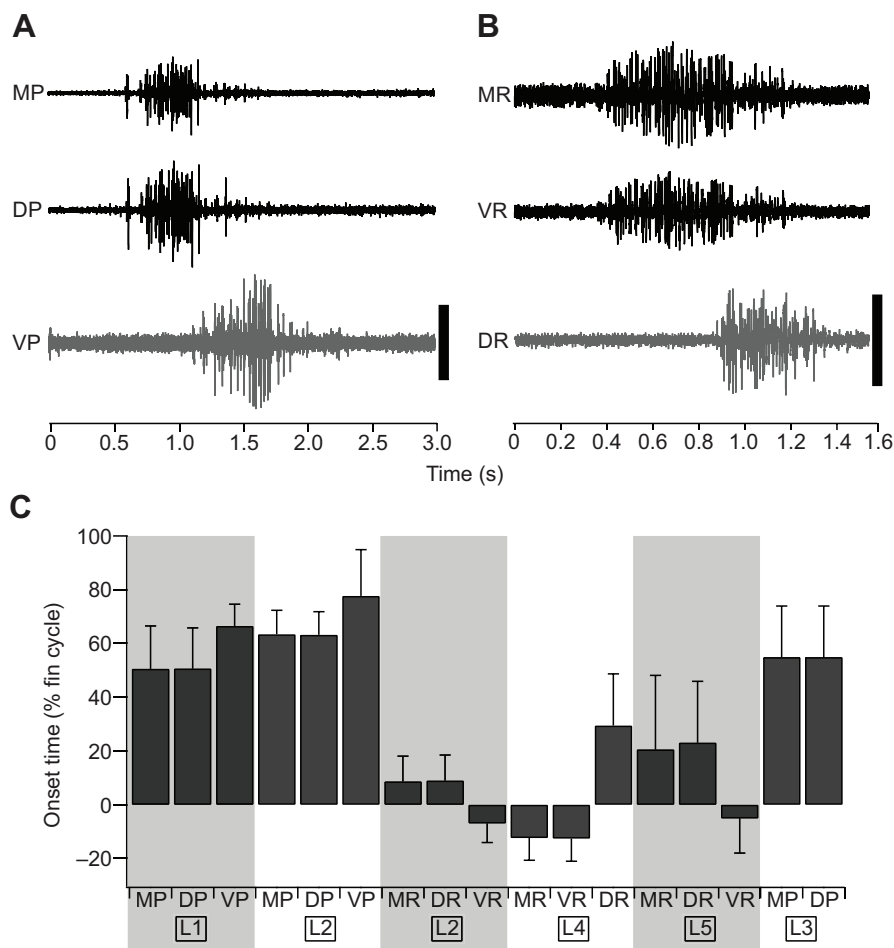 A
B
MP
MR
DP
VR
VP
DR
0 0.5 1.0 1.5 2.0 2.5 3.0
0 0.2 0.4 0.6 0.8 1.0 1.2 1.4 1.6
Time (s)
C
Onset time (% fin cycle)
100
80
60
40
20
0
–20
MP DP VP MP DP VP MR DR VR MR VR DR MR DR VR MP DP
L1 L2 L2 L4 L5 L3